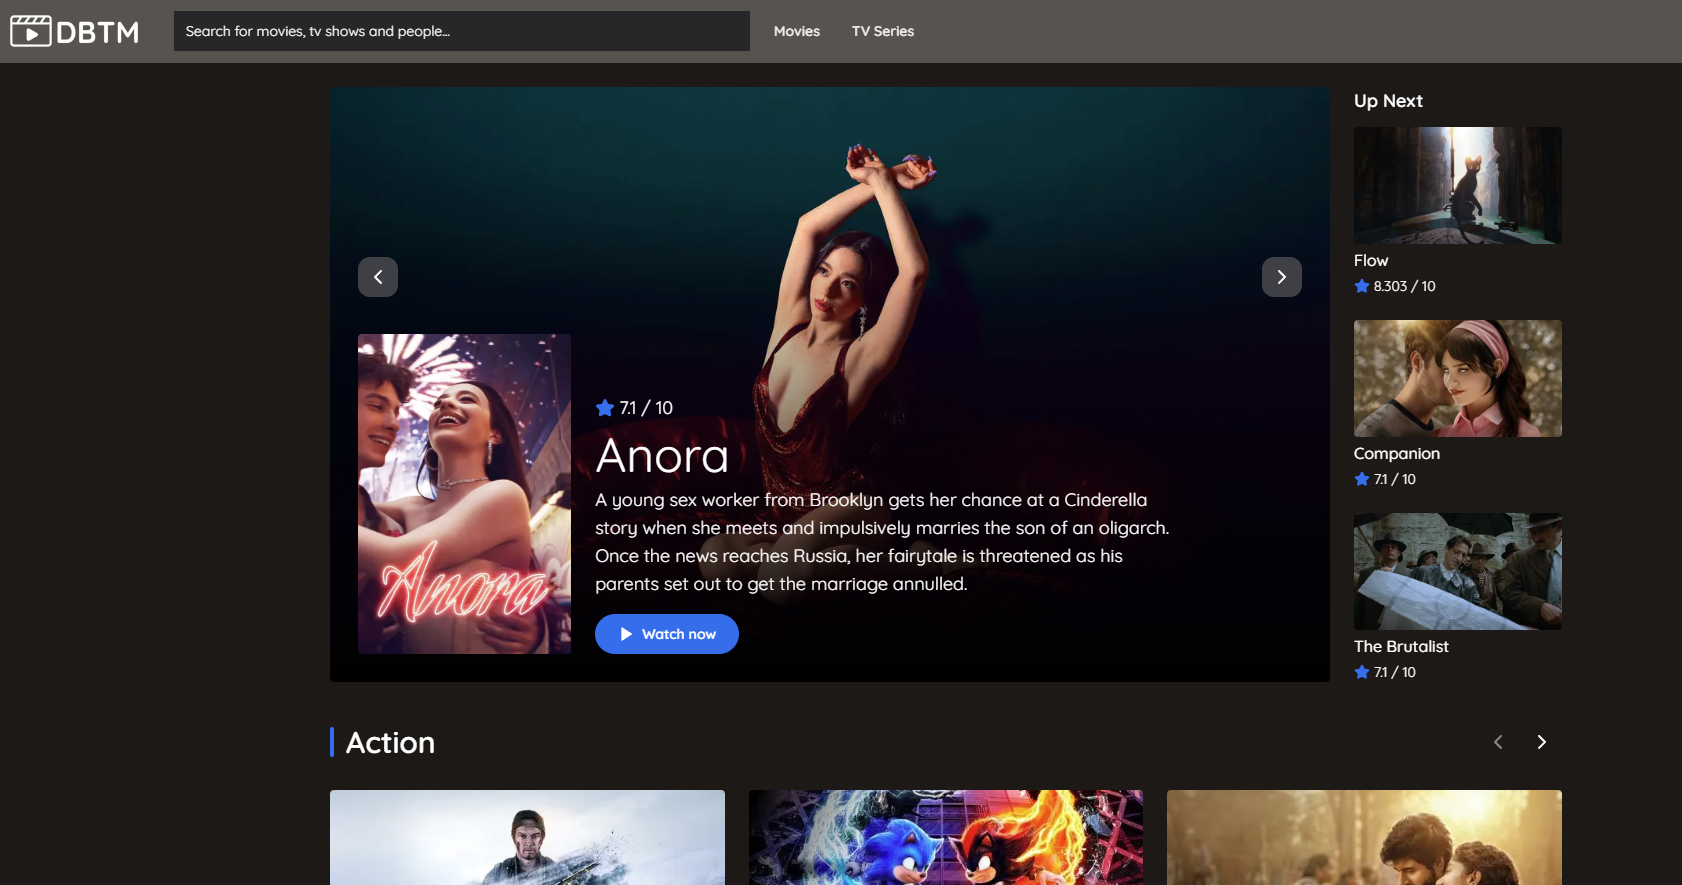 DBTM
Search for movies, tv shows and people...
Movies
TV Series
7.1 / 10
Anora
A young sex worker from Brooklyn gets her chance at a Cinderella
story when she meets and impulsively marries the son of an oligarch.
Once the news reaches Russia, her fairytale is threatened as his
parents set out to get the marriage annulled.
Watch now
Anora
Up Next
Flow
8.303 / 10
Companion
7.1 / 10
The Brutalist
7.1 / 10
Action